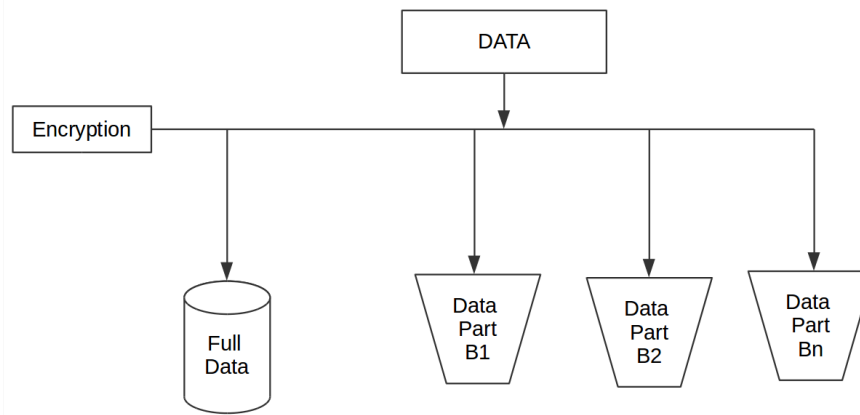 DATA
Encryption
Full
Data
Data
Part
B1
Data
Part
B2
Data
Part
Bn